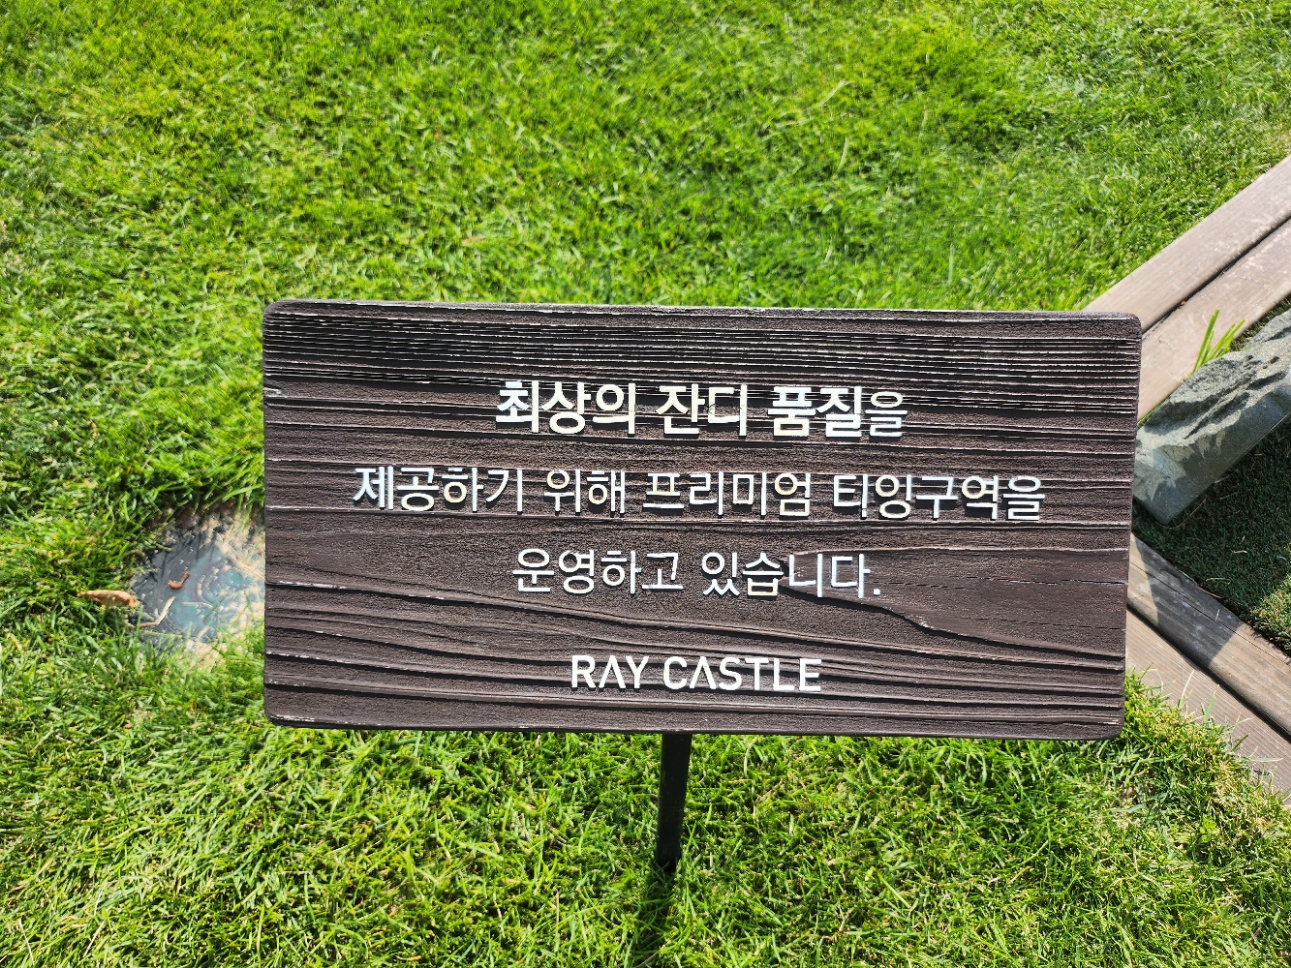 최상의 잔디 품질을
제공하기 위해 프리미엄 티잉구역을
운영하고 있습니다.
RAY CASTLE